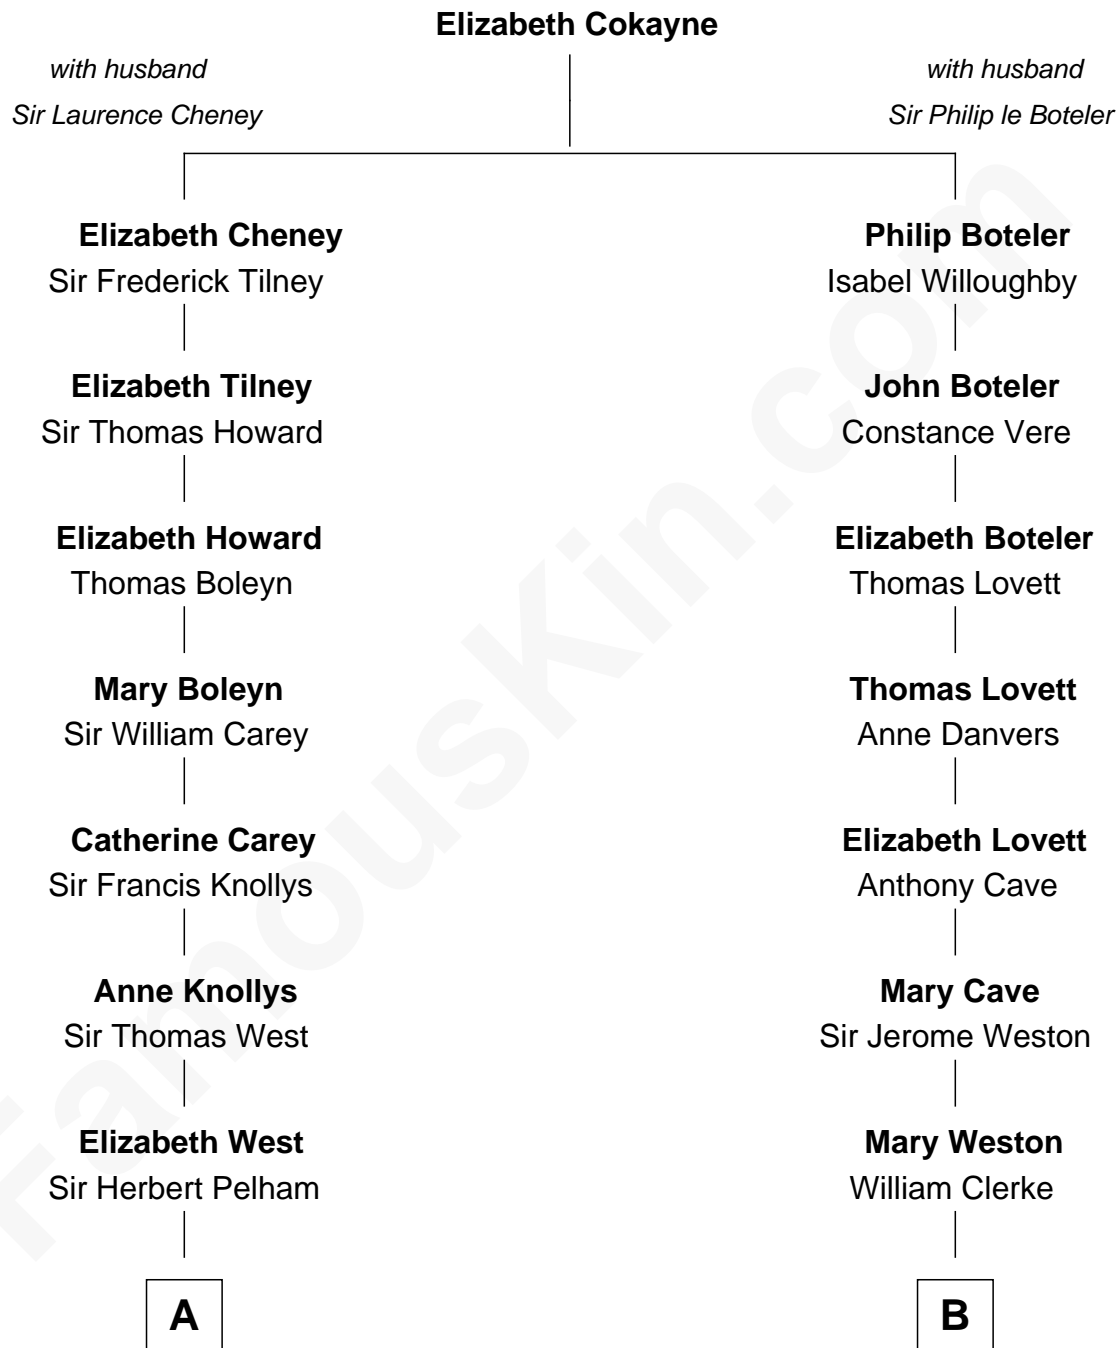 Elizabeth Cokayne
with husband
Sir Laurence Cheney
with husband
Sir Philip le Boteler
Elizabeth Cheney
Sir Frederick Tilney
Philip Boteler
Isabel Willoughby
Elizabeth Tilney
Sir Thomas Howard
John Boteler
Constance Vere
Elizabeth Howard
Thomas Boleyn
Elizabeth Boteler
Thomas Lovett
Mary Boleyn
Sir William Carey
Thomas Lovett
Anne Danvers
Catherine Carey
Sir Francis Knollys
Elizabeth Lovett
Anthony Cave
Anne Knollys
Sir Thomas West
Mary Cave
Sir Jerome Weston
Elizabeth West
Sir Herbert Pelham
Mary Weston
William Clerke
A
B
FamousKin.com